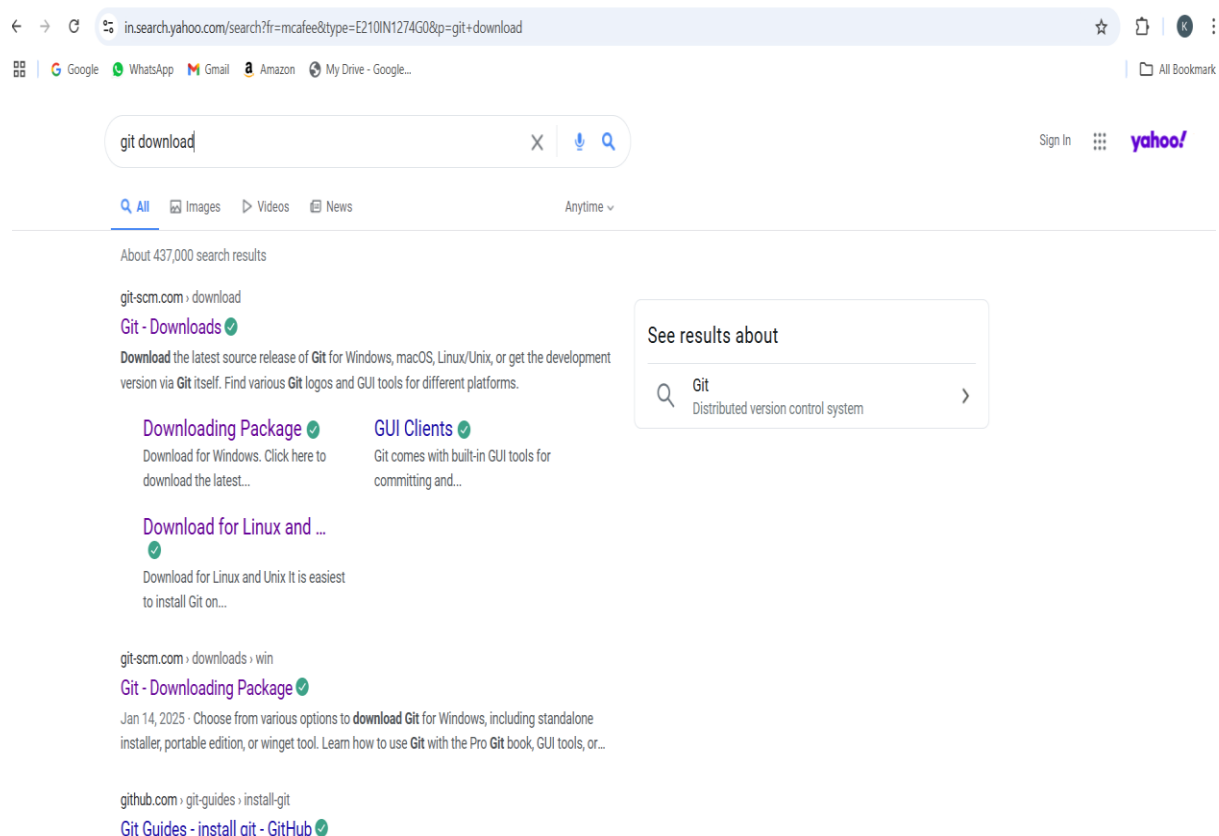 in.search.yahoo.com/search?fr=mcafee&type=E210IN1274G0&p=git+download
K
G Google WhatsApp Gmail a Amazon My Drive - Google...
All Bookmark
git download
Sign In
yahoo!
All Images Videos News Anytime
About 437,000 search results
git-scm.com › download
Git - Downloads
Download the latest source release of Git for Windows, macOS, Linux/Unix, or get the development
version via Git itself. Find various Git logos and GUI tools for different platforms.
Downloading Package
Download for Windows. Click here to
download the latest...
GUI Clients
Git comes with built-in GUI tools for
committing and...
Download for Linux and ...
Download for Linux and Unix It is easiest
to install Git on...
See results about
Git
Distributed version control system
git-scm.com › downloads › win
Git - Downloading Package
Jan 14, 2025 · Choose from various options to download Git for Windows, including standalone
installer, portable edition, or winget tool. Learn how to use Git with the Pro Git book, GUI tools, or...
github.com › git-guides › install-git
Git Guides - install git - GitHub